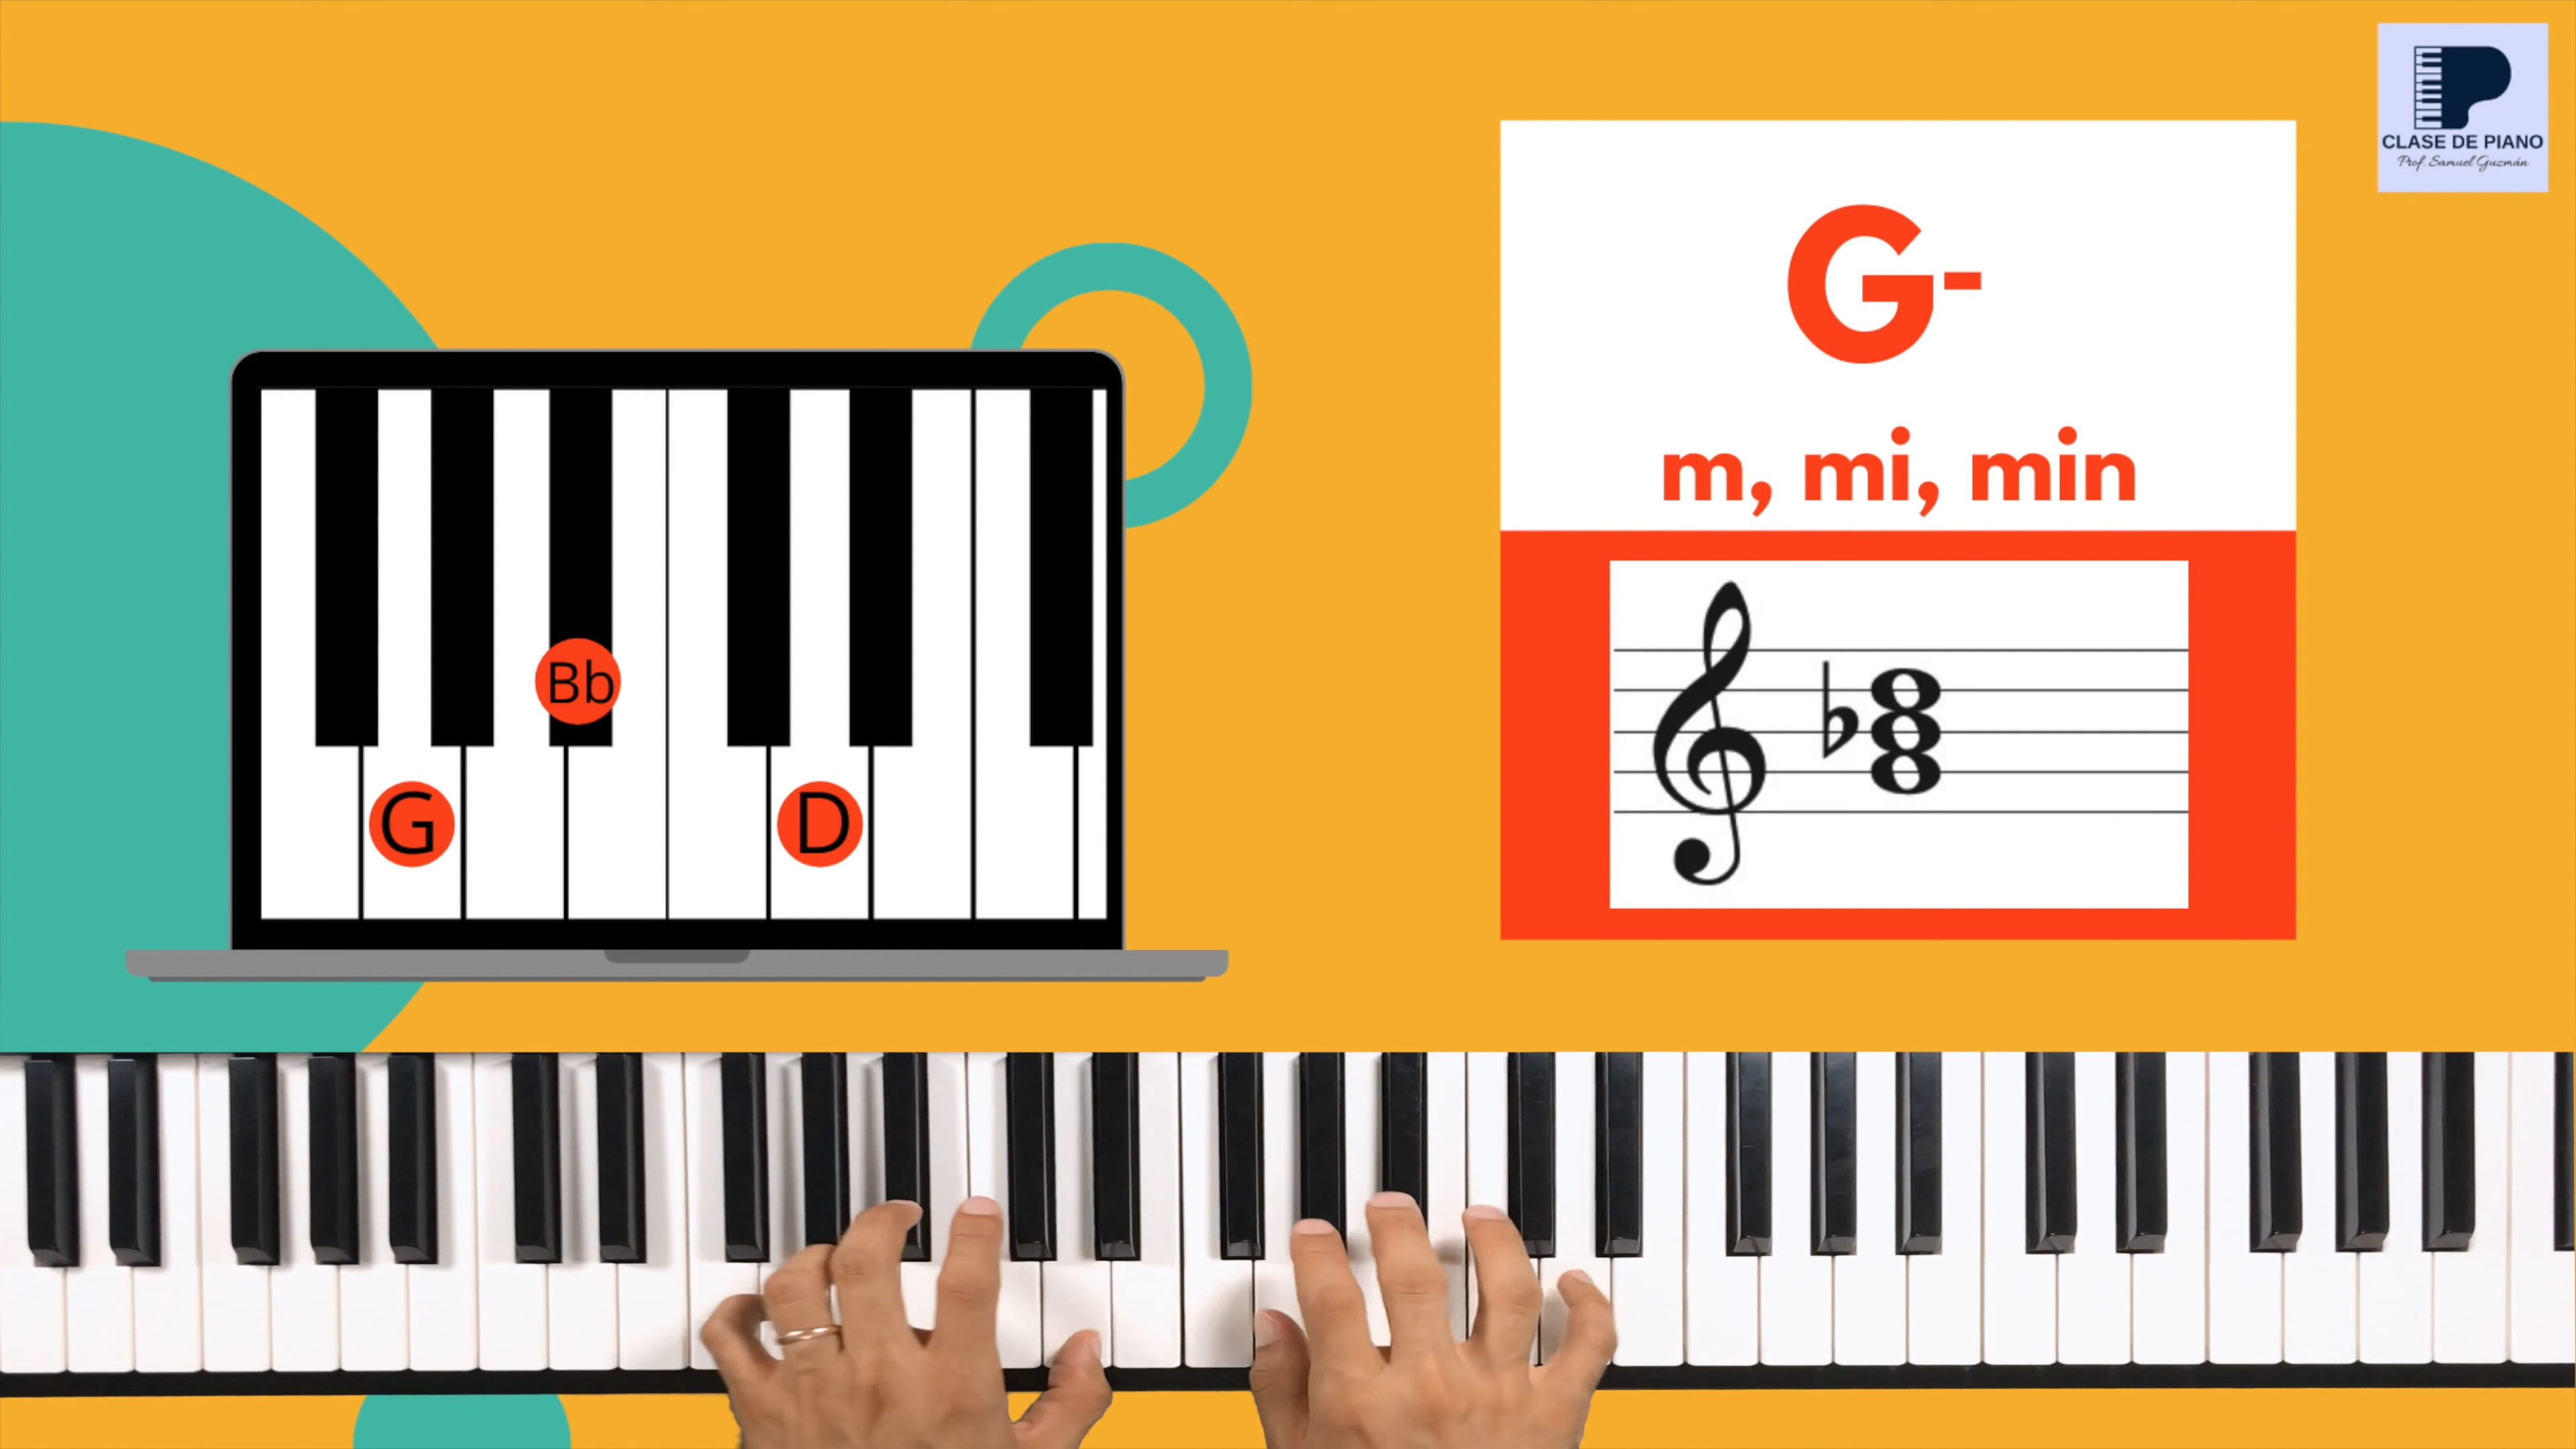 CLASE DE PIANO
Prof. Samuel Guzmán
G-
m, mi, min
Bb
G
D